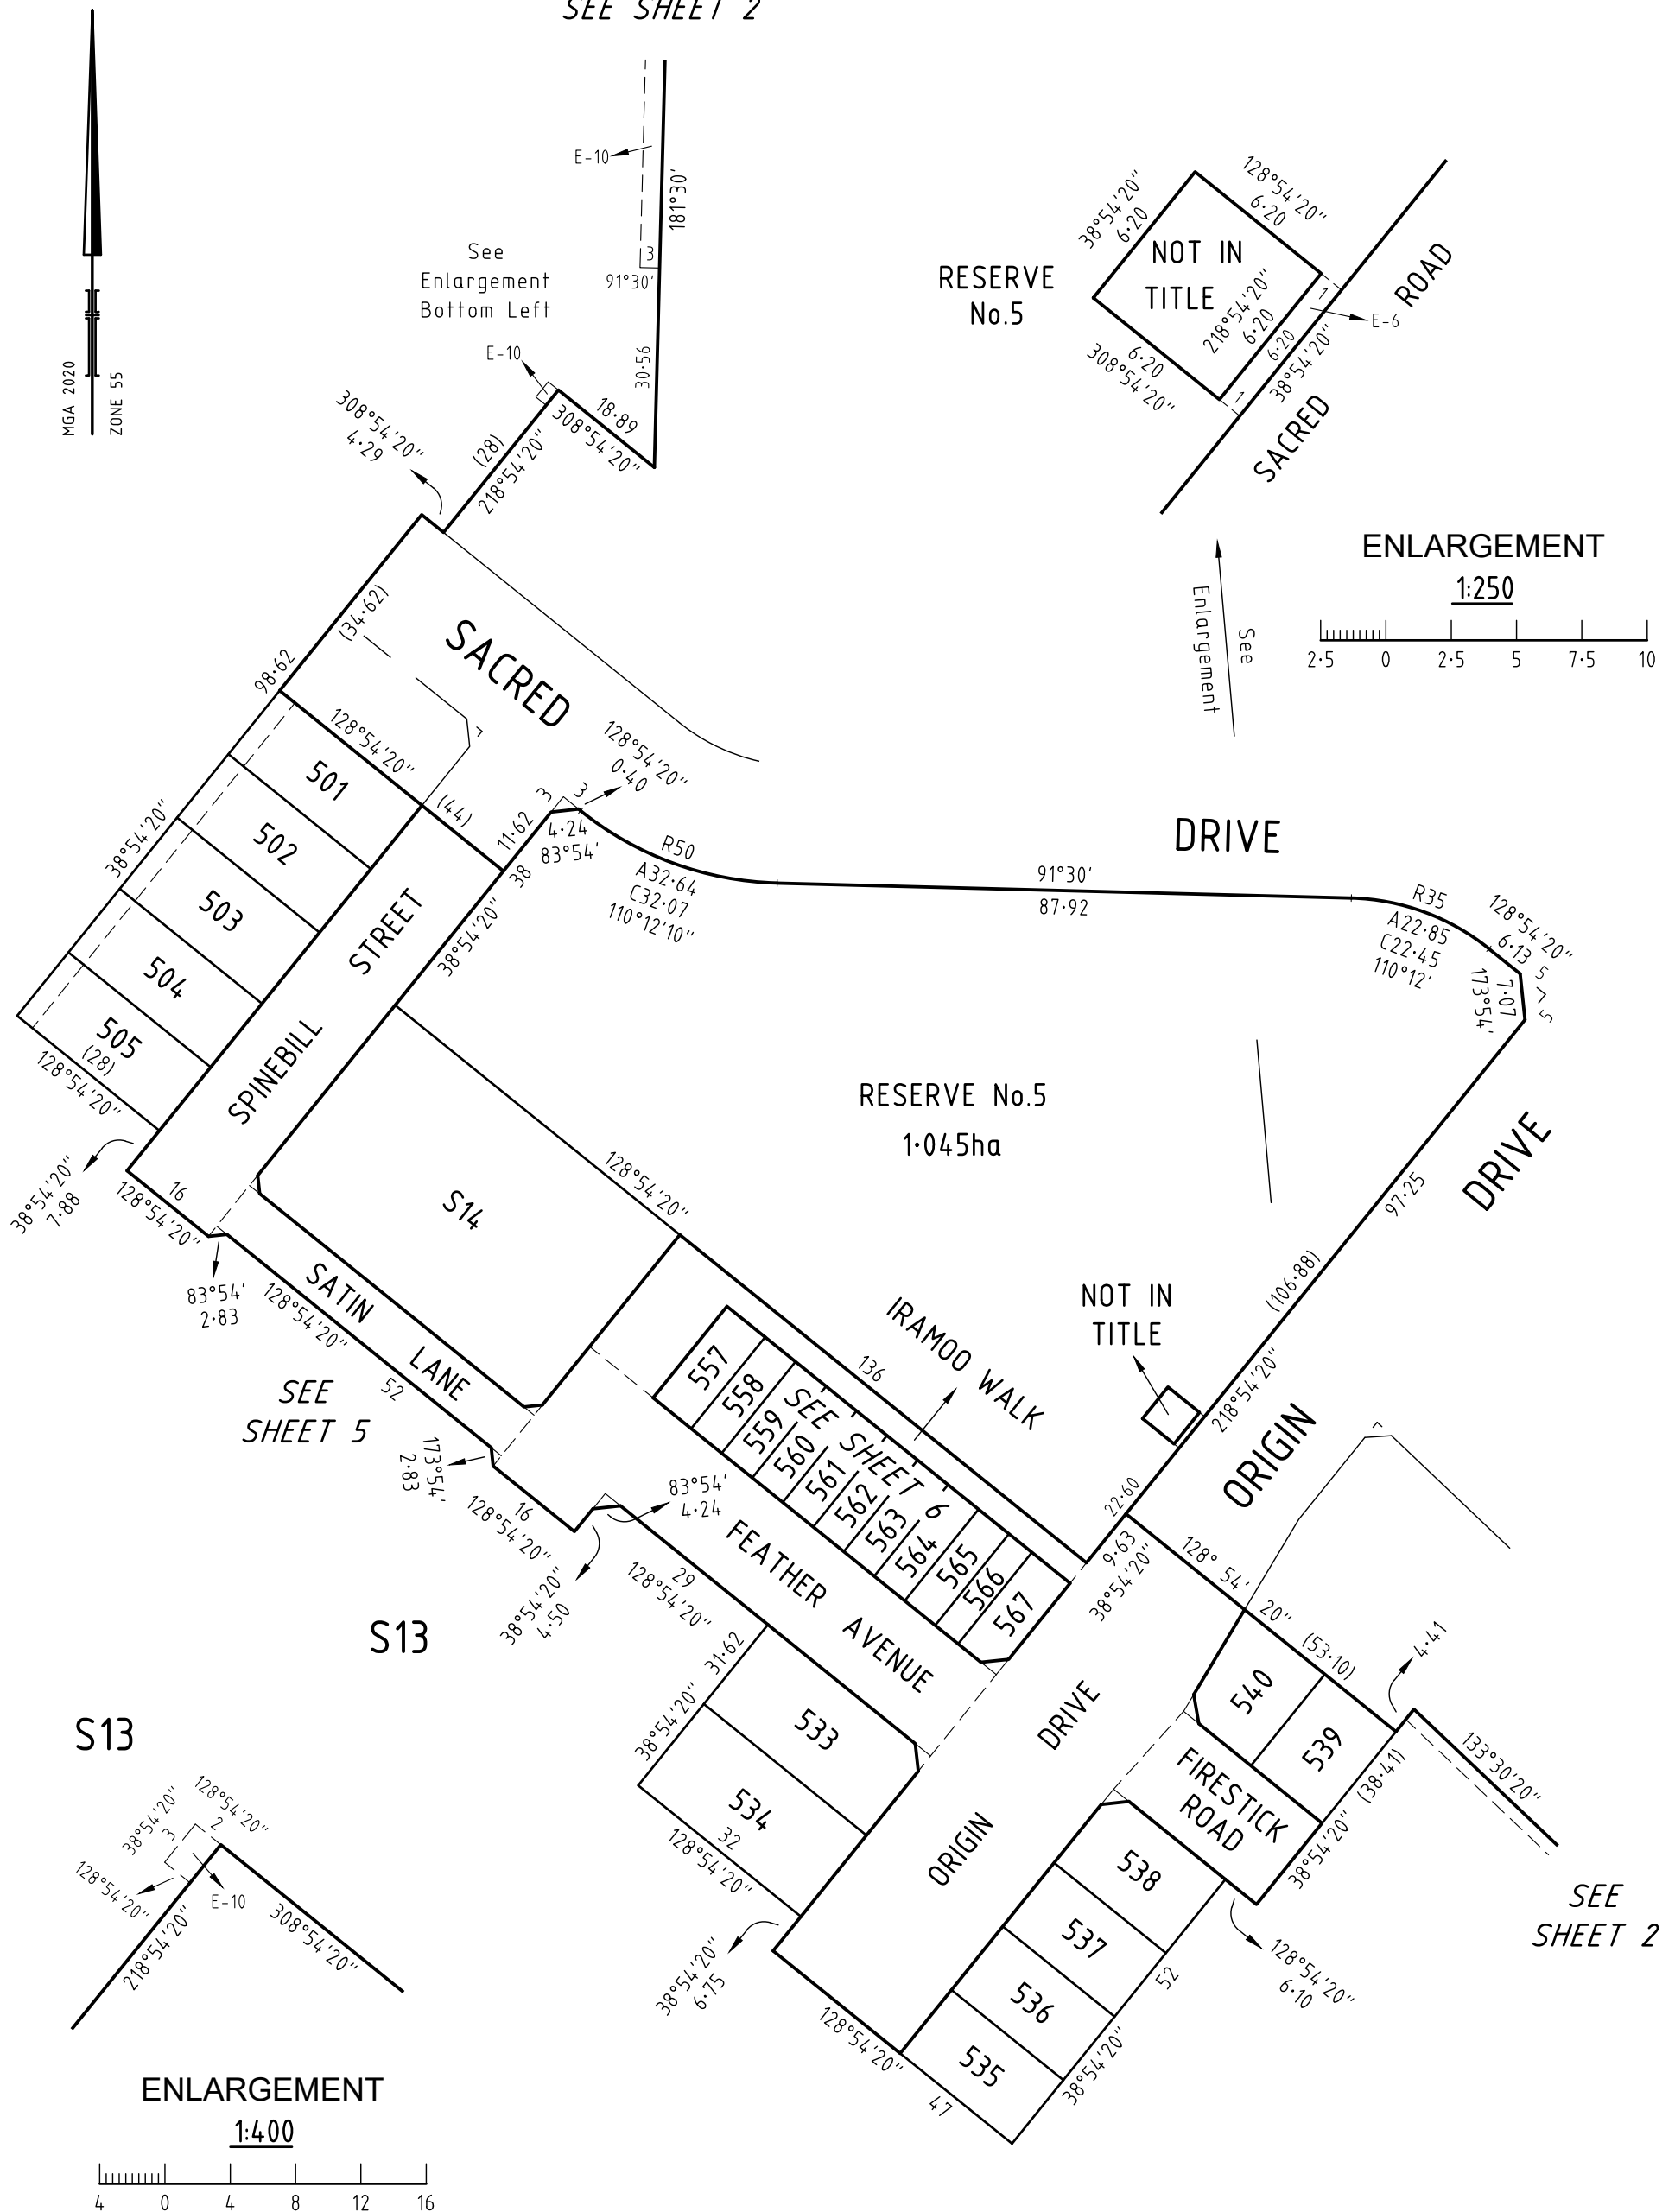 SEE SHEET 2
MGA 2020
ZONE 55
E-10
181°30'
3
91°30'
30·56
See
Enlargement
Bottom Left
E-10
308°54'20"
4·29
(28)
218°54'20"
18·89
308°54'20"
38°54'20"
6·20
128°54'20"
6·20
NOT IN
TITLE
RESERVE
No.5
218°54'20"
6·20
6·20
38°54'20"
1
1
E-6
6·20
308°54'20"
SACRED
ROAD
ENLARGEMENT
1:250
2·5
0
2·5
5
7·5
10
See
Enlargement
(34·62)
98·62
SACRED
DRIVE
128°54'20"
(44)
128°54'20"
0·40
3
3
11·62
38
4·24
83°54'
R50
A32·64
C32·07
110°12'10"
91°30'
87·92
R35
A22·85
C22·45
110°12'
128°54'20"
6·13
5
5
7·07
173°54'
38°54'20"
501
502
503
504
505
(28)
128°54'20"
38°54'20"
7·88
SPINEBILL
STREET
38°54'20"
16
128°54'20"
83°54'
2·83
RESERVE No.5
1·045ha
DRIVE
97·25
(106·88)
218°54'20"
ORIGIN
128°54'20"
S14
SATIN
LANE
128°54'20"
52
SEE
SHEET 5
173°54'
2·83
16
128°54'20"
38°54'20"
4·50
83°54'
4·24
NOT IN
TITLE
IRAMOO WALK
136
557
558
559
560
561
562
563
564
565
566
567
SEE SHEET 6
22·60
9·63
38°54'20"
FEATHER
AVENUE
29
128°54'20"
128° 54' 20"
(53·10)
4·41
133°30'20"
31·62
38°54'20"
533
534
32
128°54'20"
38°54'20"
6·75
ORIGIN
DRIVE
540
539
FIRESTICK
ROAD
(38·41)
38°54'20"
SEE
SHEET 2
538
537
536
535
128°54'20"
6·10
52
38°54'20"
128°54'20"
47
S13
S13
38°54'20"
3
128°54'20"
2
128°54'20"
E-10
218°54'20"
308°54'20"
ENLARGEMENT
1:400
4
0
4
8
12
16